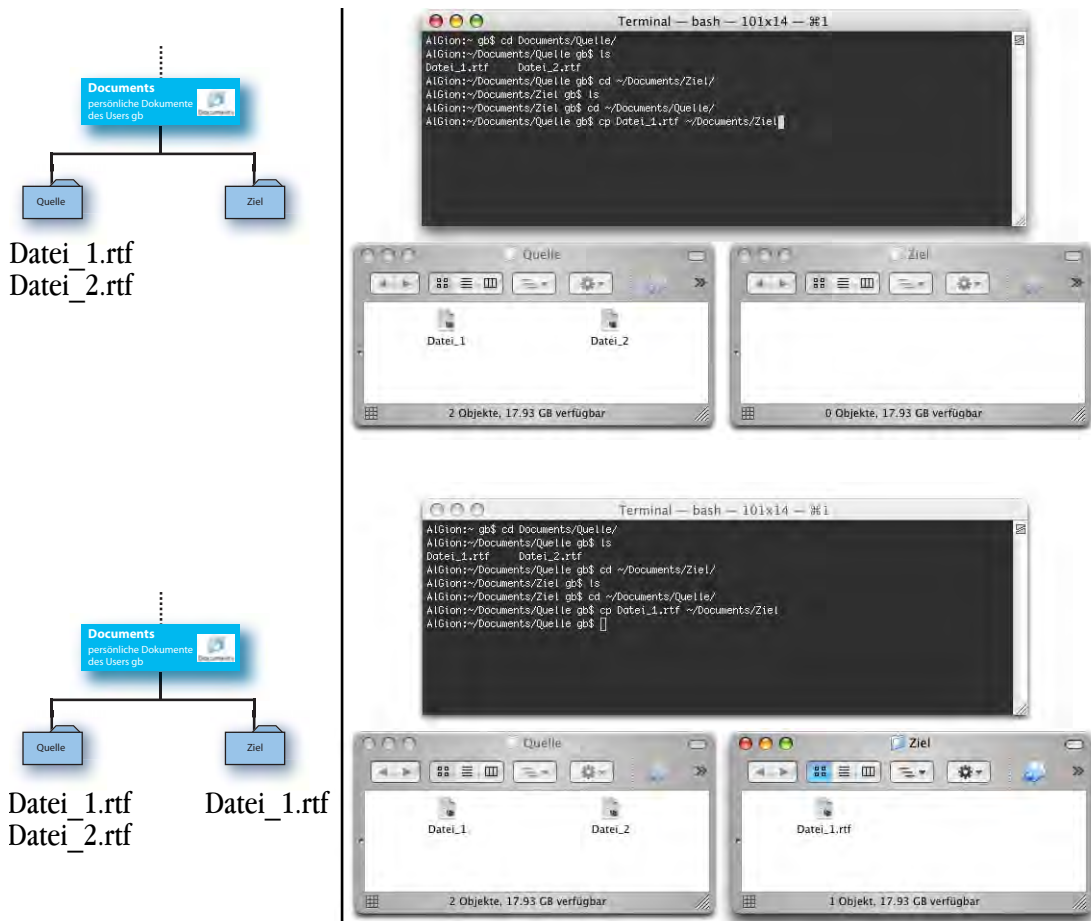 Documents
persönliche Dokumente
des Users gb
Documents
Quelle
Ziel
Datei_1.rtf
Datei_2.rtf
Terminal — bash — 101x14 — ⌘1
AlGion:~ gb$ cd Documents/Quelle/
AlGion:~/Documents/Quelle gb$ ls
Datei_1.rtf Datei_2.rtf
AlGion:~/Documents/Quelle gb$ cd ~/Documents/Ziel/
AlGion:~/Documents/Ziel gb$ ls
AlGion:~/Documents/Ziel gb$ cd ~/Documents/Quelle/
AlGion:~/Documents/Quelle gb$ cp Datei_1.rtf ~/Documents/Ziel
Quelle
Datei_1
Datei_2
2 Objekte, 17.93 GB verfügbar
Ziel
0 Objekte, 17.93 GB verfügbar
Documents
persönliche Dokumente
des Users gb
Documents
Quelle
Ziel
Datei_1.rtf
Datei_2.rtf
Datei_1.rtf
Terminal — bash — 101x14 — ⌘1
AlGion:~ gb$ cd Documents/Quelle/
AlGion:~/Documents/Quelle gb$ ls
Datei_1.rtf Datei_2.rtf
AlGion:~/Documents/Quelle gb$ cd ~/Documents/Ziel/
AlGion:~/Documents/Ziel gb$ ls
AlGion:~/Documents/Ziel gb$ cd ~/Documents/Quelle/
AlGion:~/Documents/Quelle gb$ cp Datei_1.rtf ~/Documents/Ziel
AlGion:~/Documents/Quelle gb$
Quelle
Datei_1
Datei_2
2 Objekte, 17.93 GB verfügbar
Ziel
Datei_1.rtf
1 Objekt, 17.93 GB verfügbar